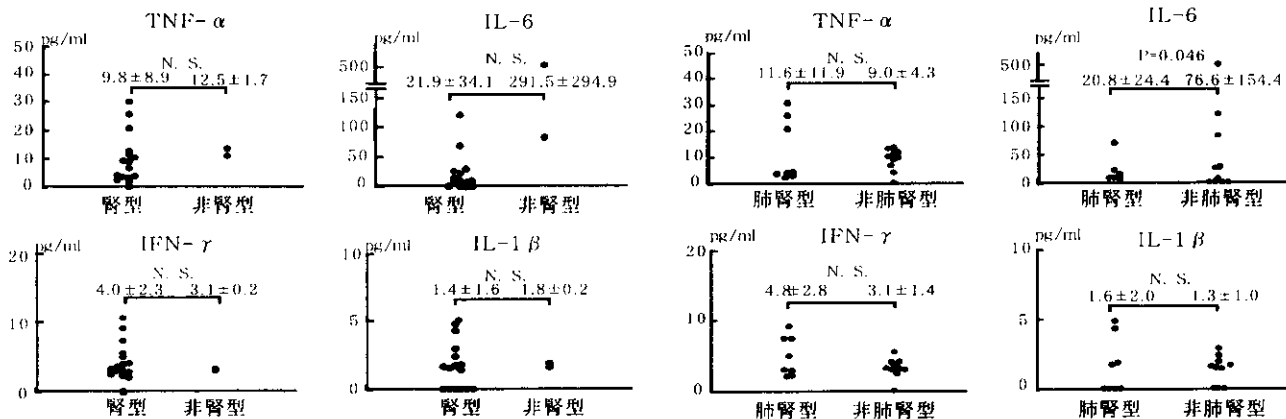 TNF-α
pg/ml
50
40
30
20
10
0
N. S.
9.8±8.9 12.5±1.7
腎型 非腎型
IL-6
pg/ml
500
150
100
50
0
N. S.
21.9±34.1 291.5±294.9
腎型 非腎型
TNF-α
pg/ml
50
40
30
20
10
0
N. S.
11.6±11.9 9.0±4.3
肺腎型 非肺腎型
IL-6
pg/ml
500
150
100
50
0
P=0.046
20.8±24.4 76.6±154.4
肺腎型 非肺腎型
IFN-γ
pg/ml
20
10
0
N. S.
4.0±2.3 3.1±0.2
腎型 非腎型
IL-1β
pg/ml
10
5
0
N. S.
1.4±1.6 1.8±0.2
腎型 非腎型
IFN-γ
pg/ml
20
10
5
0
N. S.
4.8±2.8 3.1±1.4
肺腎型 非肺腎型
IL-1β
pg/ml
10
5
0
N. S.
1.6±2.0 1.3±1.0
肺腎型 非肺腎型